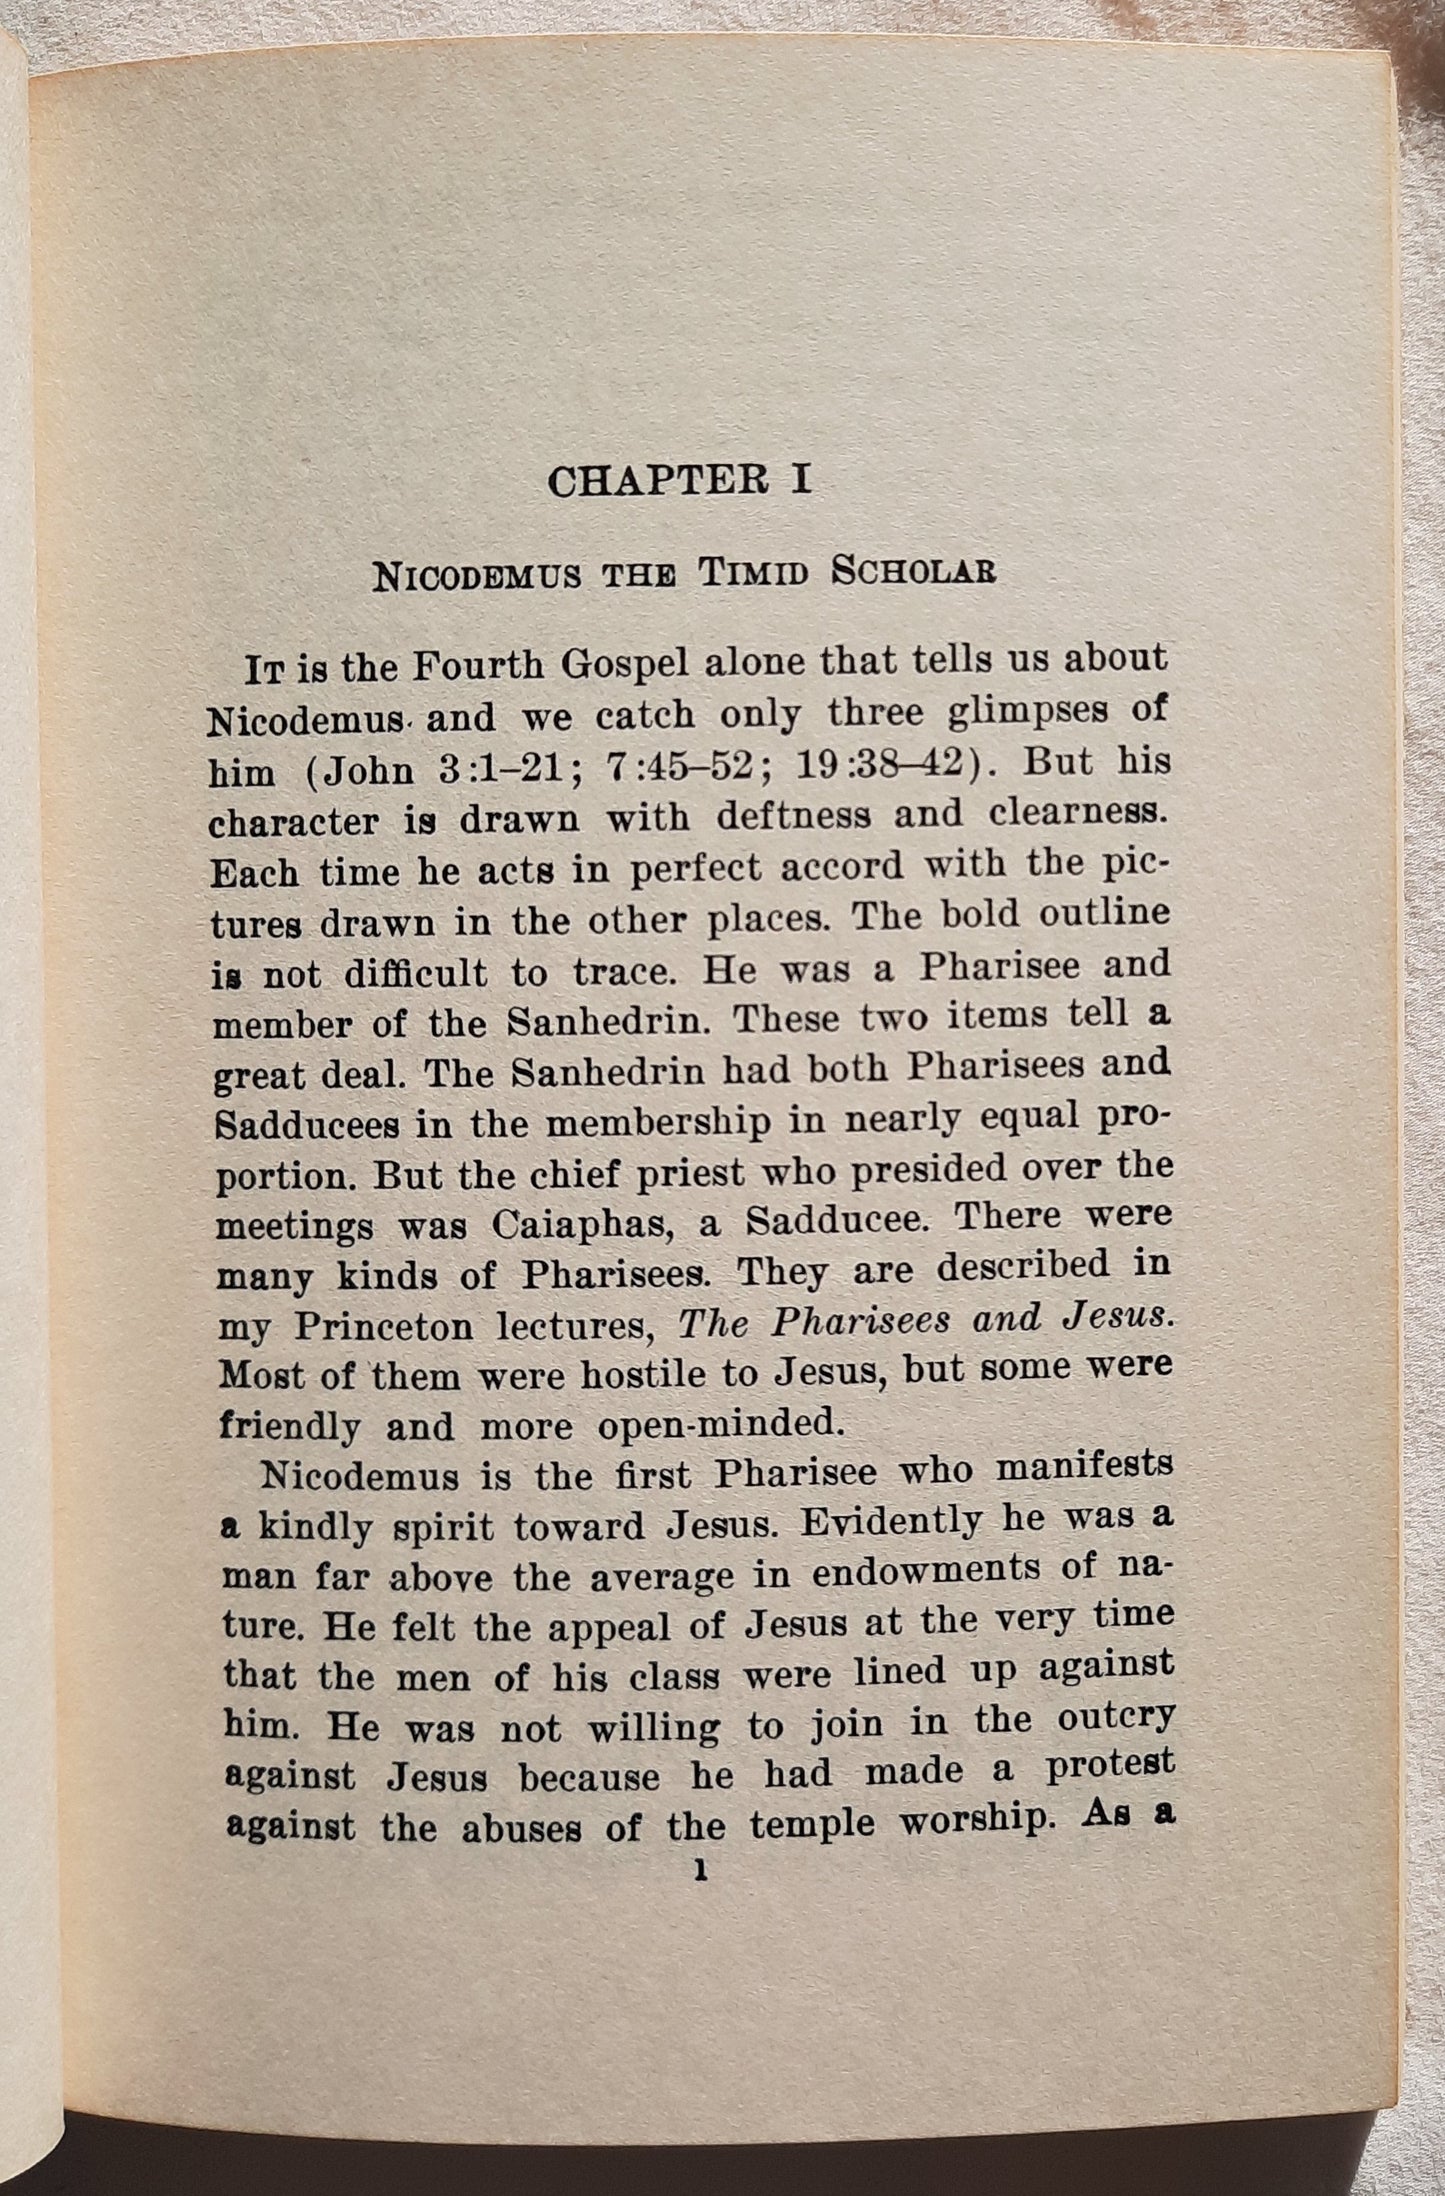 CHAPTER I
NICODEMUS THE TIMID SCHOLAR
IT is the Fourth Gospel alone that tells us about
Nicodemus and we catch only three glimpses of
him (John 3:1–21; 7:45–52; 19:38–42). But his
character is drawn with deftness and clearness.
Each time he acts in perfect accord with the pic-
tures drawn in the other places. The bold outline
is not difficult to trace. He was a Pharisee and
member of the Sanhedrin. These two items tell a
great deal. The Sanhedrin had both Pharisees and
Sadducees in the membership in nearly equal pro-
portion. But the chief priest who presided over the
meetings was Caiaphas, a Sadducee. There were
many kinds of Pharisees. They are described in
my Princeton lectures, The Pharisees and Jesus.
Most of them were hostile to Jesus, but some were
friendly and more open-minded.
Nicodemus is the first Pharisee who manifests
a kindly spirit toward Jesus. Evidently he was a
man far above the average in endowments of na-
ture. He felt the appeal of Jesus at the very time
that the men of his class were lined up against
him. He was not willing to join in the outcry
against Jesus because he had made a protest
against the abuses of the temple worship. As a
1